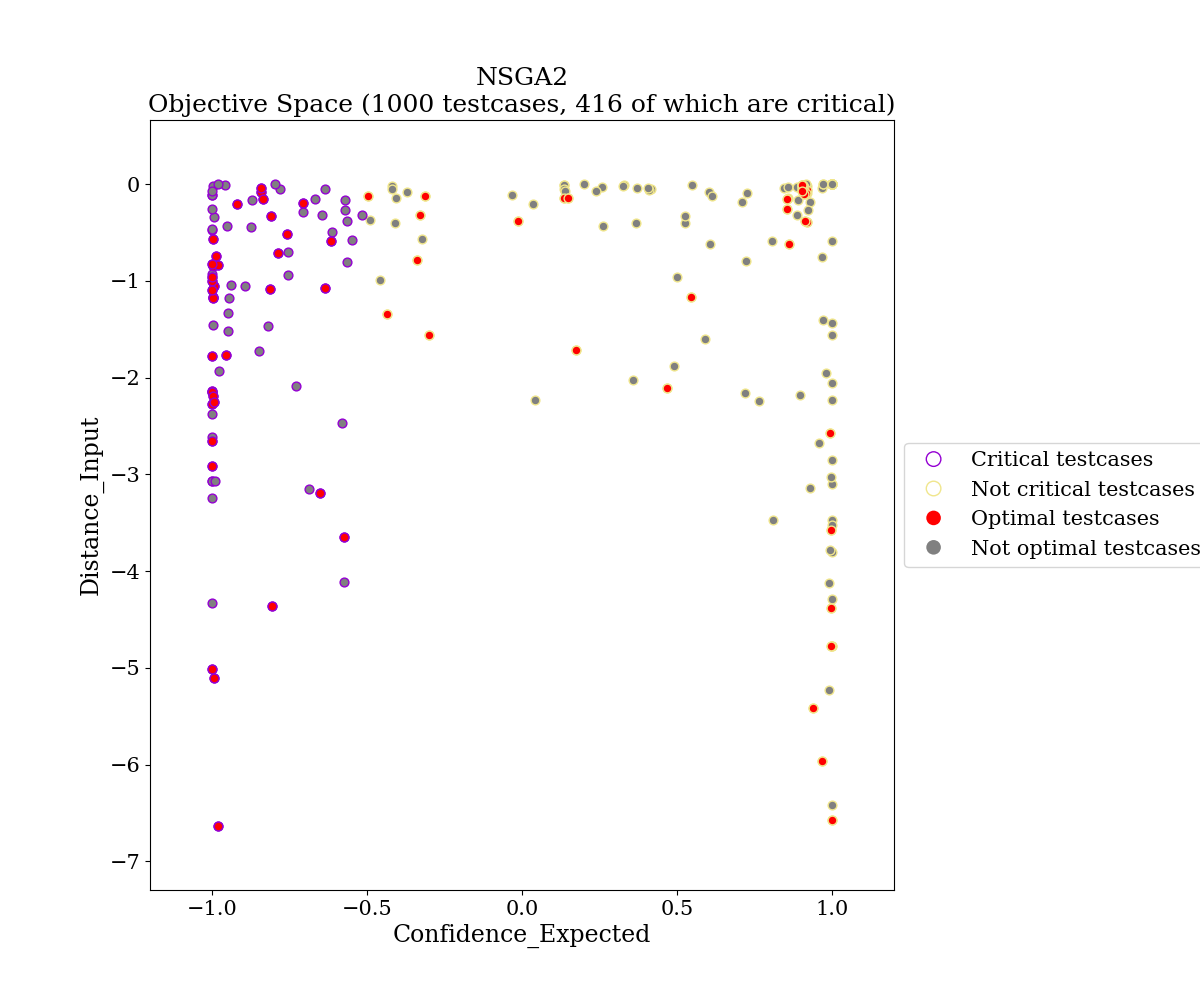 NSGA2
Objective Space (1000 testcases, 416 of which are critical)
0
−1
−2
−3
−4
−5
−6
−7
Distance_Input
−1.0
−0.5
0.0
0.5
1.0
Confidence_Expected
Critical testcases
Not critical testcases
Optimal testcases
Not optimal testcases